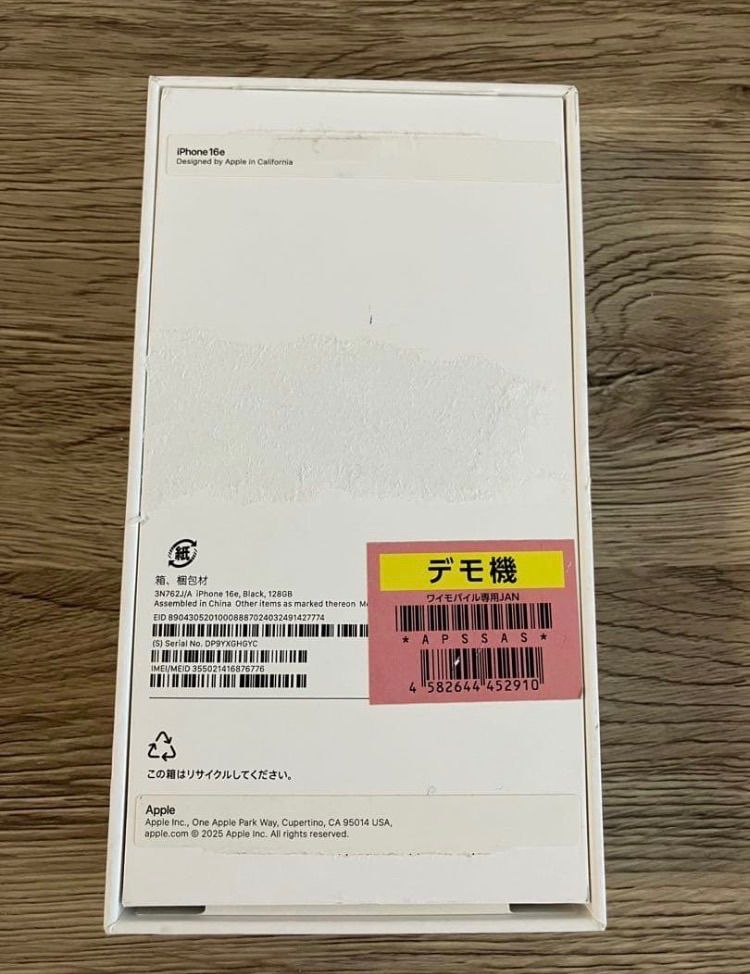 iPhone 16e
Designed by Apple in California
紙
箱、梱包材
3N762J/A iPhone 16e, Black, 128GB
Assembled in China Other items as marked thereon
EID 89043052010008887024032491427774
(S) Serial No. DP9YXGHGYC
IMEI/MEID 355021416876776
デモ機
ワイモバイル専用JAN
* A P S S A S *
4 582644 452910
この箱はリサイクルしてください。
Apple
Apple Inc., One Apple Park Way, Cupertino, CA 95014 USA,
apple.com © 2025 Apple Inc. All rights reserved.